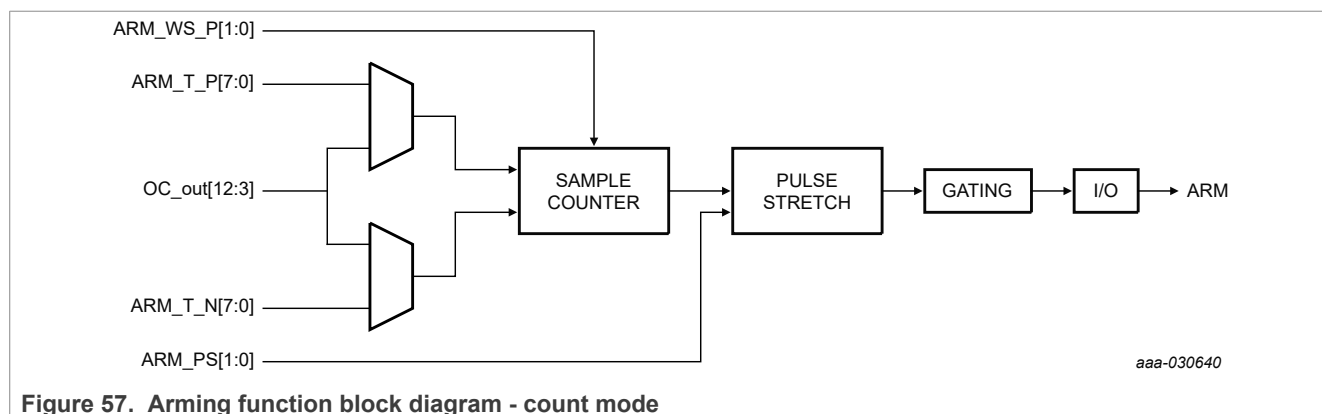 ARM_WS_P[1:0]
ARM_T_P[7:0]
OC_out[12:3]
SAMPLE
COUNTER
PULSE
STRETCH
GATING
I/O
ARM
ARM_T_N[7:0]
ARM_PS[1:0]
aaa-030640
Figure 57. Arming function block diagram - count mode